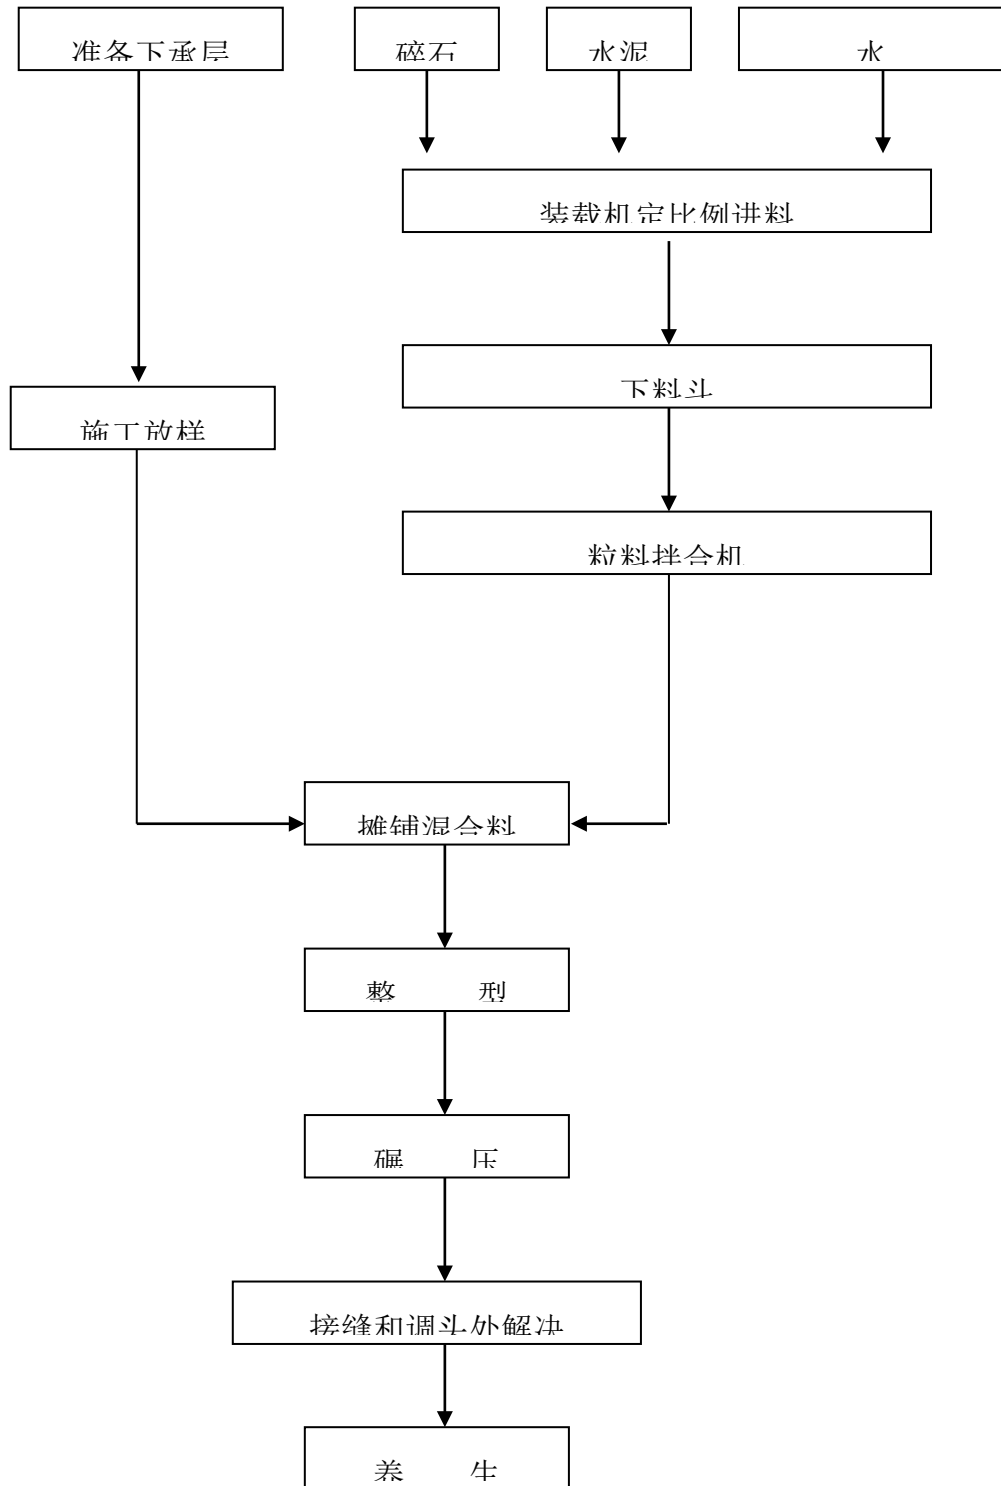 准备下承层
碎石
水泥
水
装载机定比例进料
下料斗
施工放样
粒料拌合机
摊铺混合料
整 型
碾 压
接缝和调头处解决
养 生